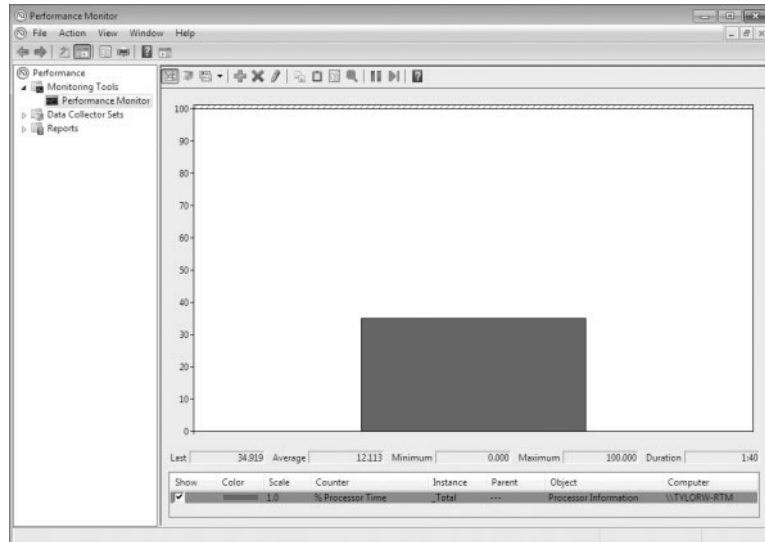 Performance Monitor
File Action View Window Help
Performance
Monitoring Tools
Performance Monitor
Data Collector Sets
Reports
100
90
80
70
60
50
40
30
20
10
0
Last 34.919 Average 12.113 Minimum 0.000 Maximum 100.000 Duration 1:40
Show Color Scale Counter Instance Parent Object Computer
1.0 % Processor Time _Total --- Processor Information \\TYLORW-RTM